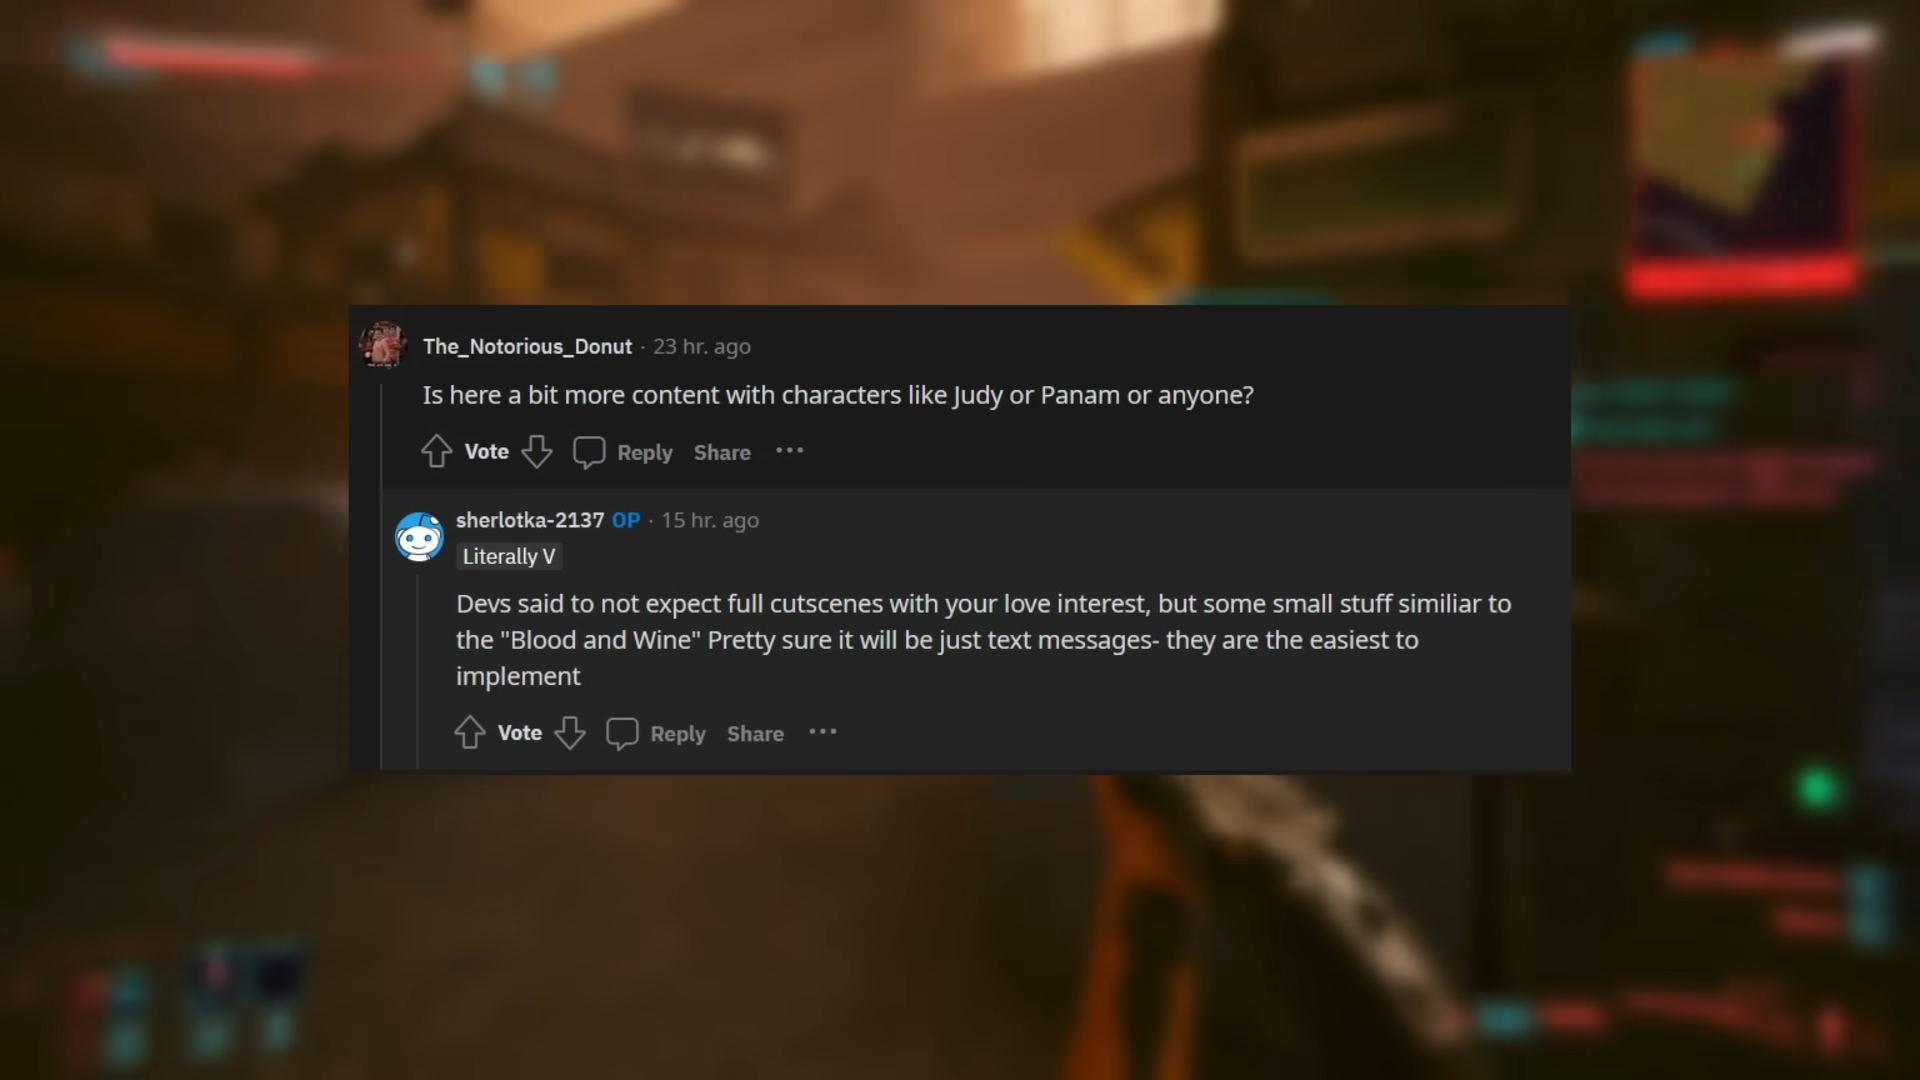 The_Notorious_Donut · 23 hr. ago
Is here a bit more content with characters like Judy or Panam or anyone?
Vote Reply Share ···
sherlotka-2137 OP · 15 hr. ago
Literally V
Devs said to not expect full cutscenes with your love interest, but some small stuff similiar to
the "Blood and Wine" Pretty sure it will be just text messages- they are the easiest to
implement
Vote Reply Share ···